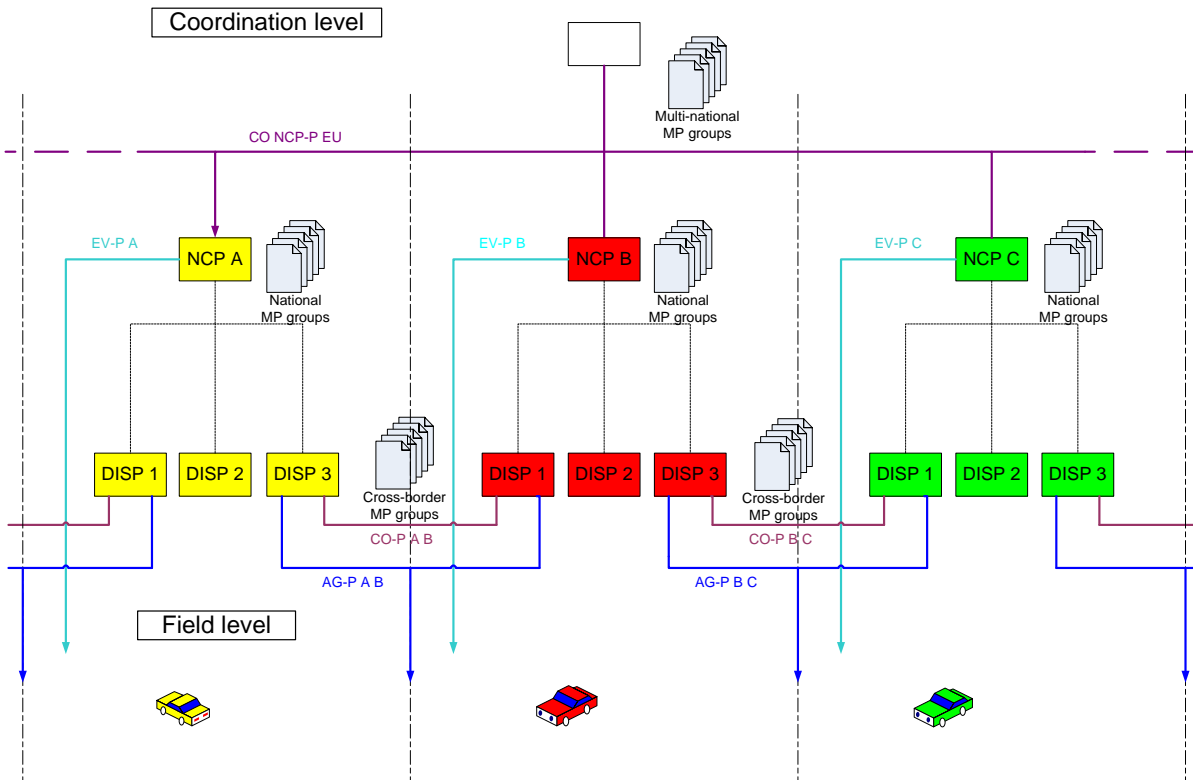 Coordination level
Multi-national
MP groups
CO NCP-P EU
EV-P A
NCP A
National
MP groups
EV-P B
NCP B
National
MP groups
EV-P C
NCP C
National
MP groups
DISP 1
DISP 2
DISP 3
Cross-border
MP groups
DISP 1
DISP 2
DISP 3
Cross-border
MP groups
DISP 1
DISP 2
DISP 3
CO-P A B
CO-P B C
AG-P A B
AG-P B C
Field level